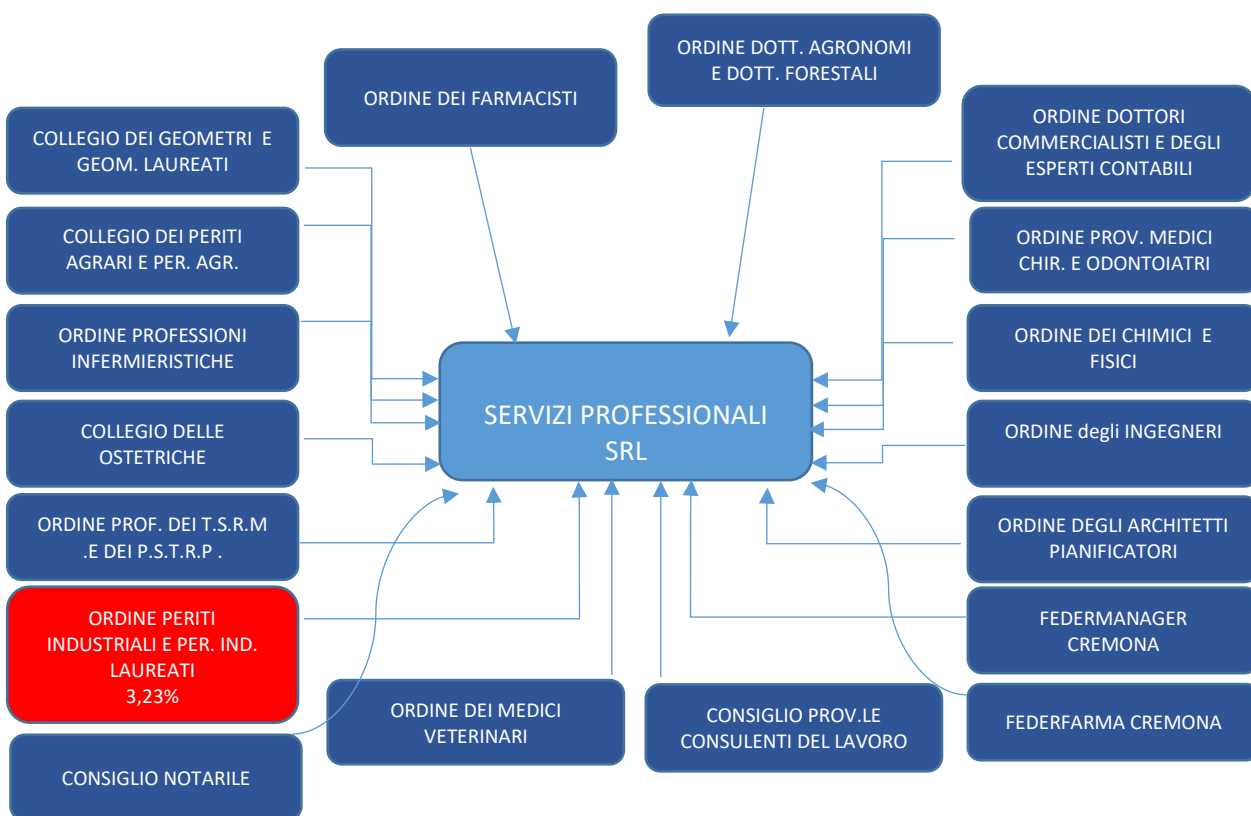 ORDINE DEI FARMACISTI
ORDINE DOTT. AGRONOMI
E DOTT. FORESTALI
COLLEGIO DEI GEOMETRI E
GEOM. LAUREATI
COLLEGIO DEI PERITI
AGRARI E PER. AGR.
ORDINE PROFESSIONI
INFERMIERISTICHE
COLLEGIO DELLE
OSTETRICHE
ORDINE PROF. DEI T.S.R.M
.E DEI P.S.T.R.P .
ORDINE PERITI
INDUSTRIALI E PER. IND.
LAUREATI
3,23%
CONSIGLIO NOTARILE
SERVIZI PROFESSIONALI
SRL
ORDINE DEI MEDICI
VETERINARI
CONSIGLIO PROV.LE
CONSULENTI DEL LAVORO
ORDINE DOTTORI
COMMERCIALISTI E DEGLI
ESPERTI CONTABILI
ORDINE PROV. MEDICI
CHIR. E ODONTOIATRI
ORDINE DEI CHIMICI E
FISICI
ORDINE degli INGEGNERI
ORDINE DEGLI ARCHITETTI
PIANIFICATORI
FEDERMANAGER
CREMONA
FEDERFARMA CREMONA